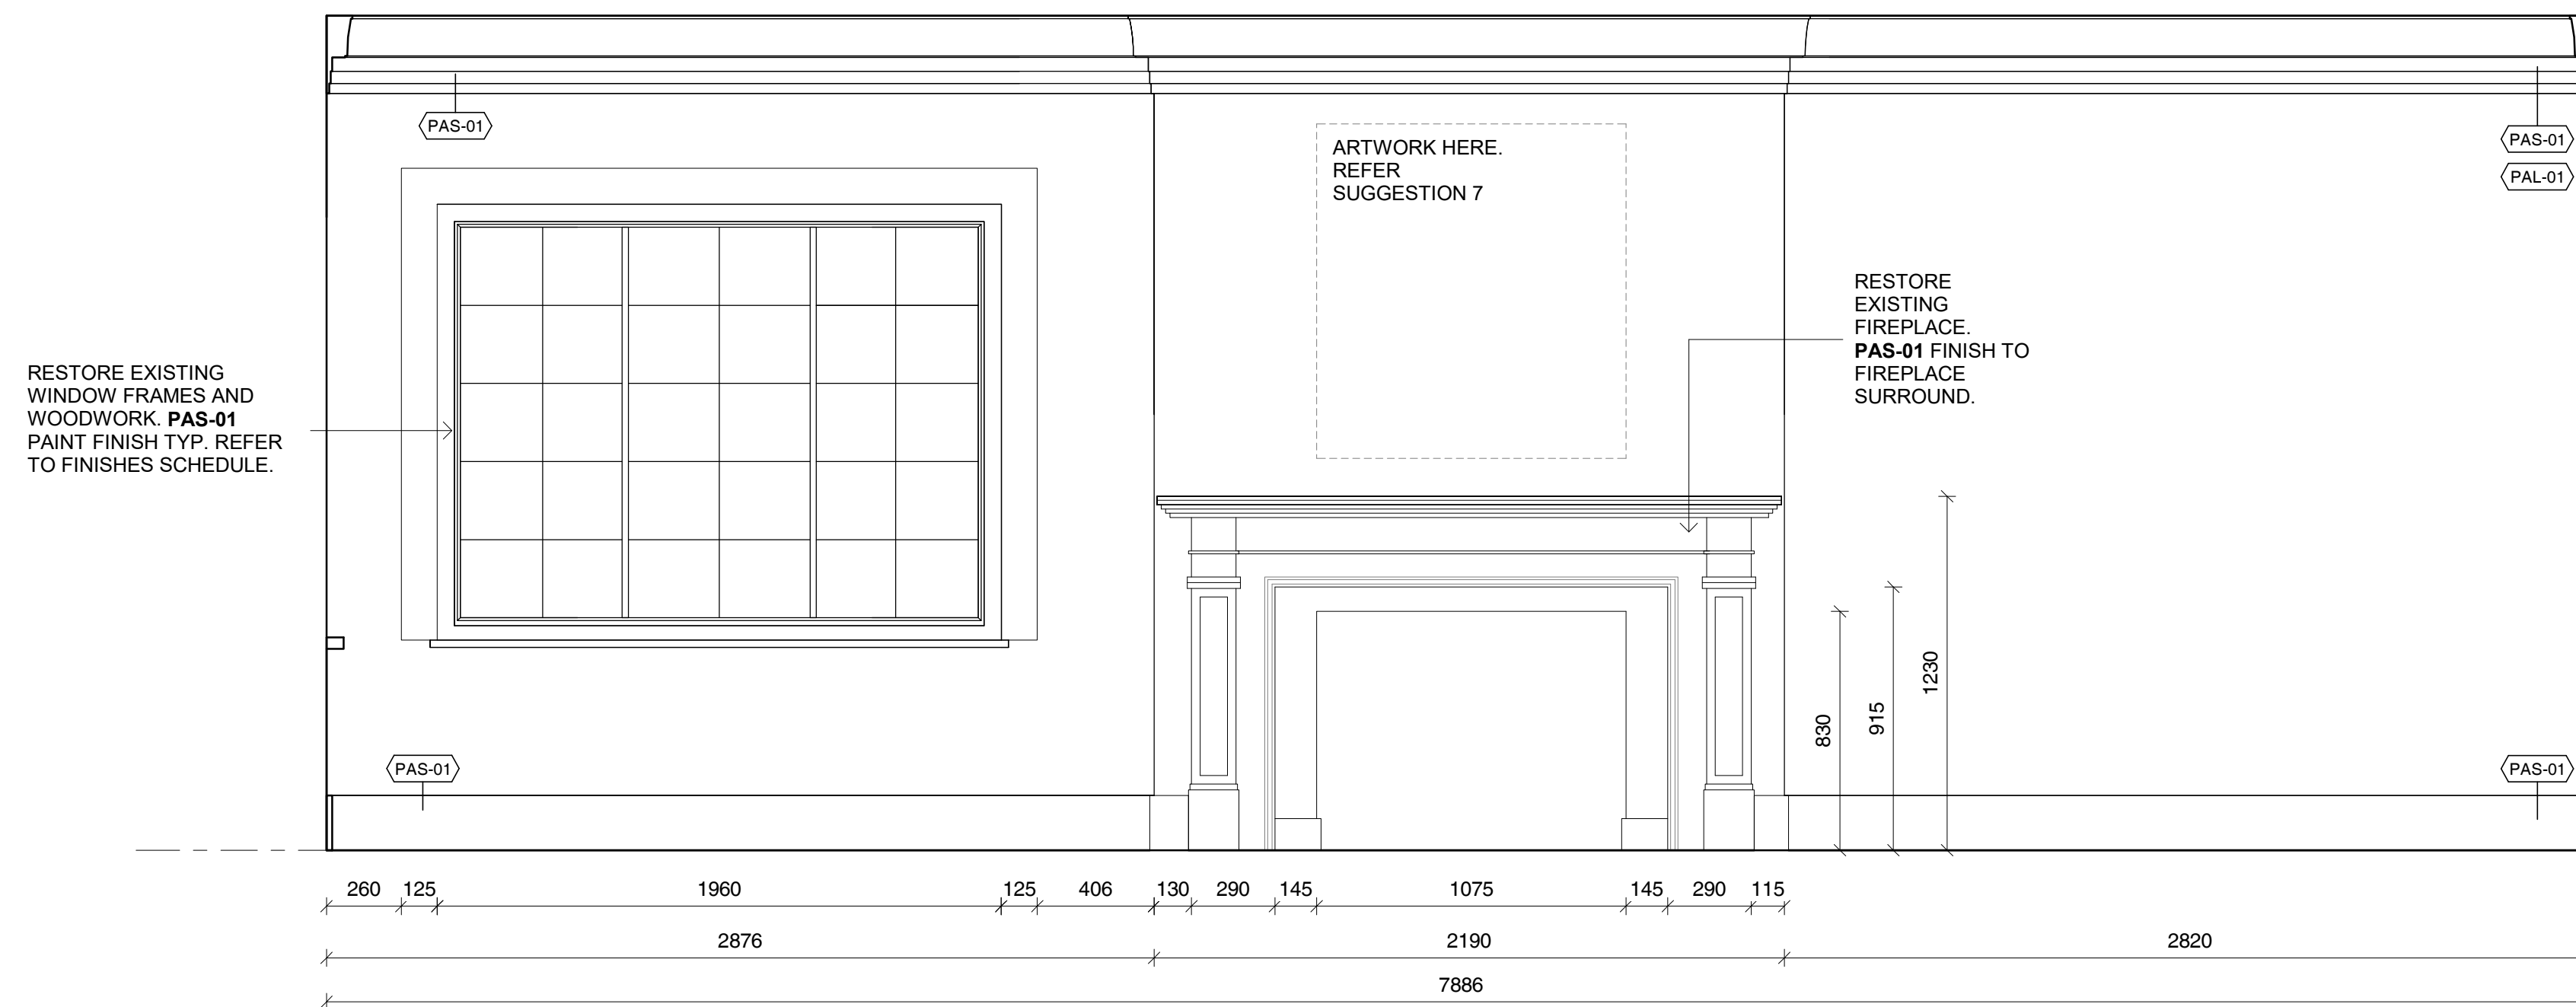 PAS-01
ARTWORK HERE.
REFER
SUGGESTION 7
PAS-01
PAL-01
RESTORE
EXISTING
FIREPLACE.
PAS-01 FINISH TO
FIREPLACE
SURROUND.
RESTORE EXISTING
WINDOW FRAMES AND
WOODWORK. PAS-01
PAINT FINISH TYP. REFER
TO FINISHES SCHEDULE.
830
915
1230
PAS-01
PAS-01
260 125 1960 125 406 130 290 145 1075 145 290 115
2876 2190 2820
7886